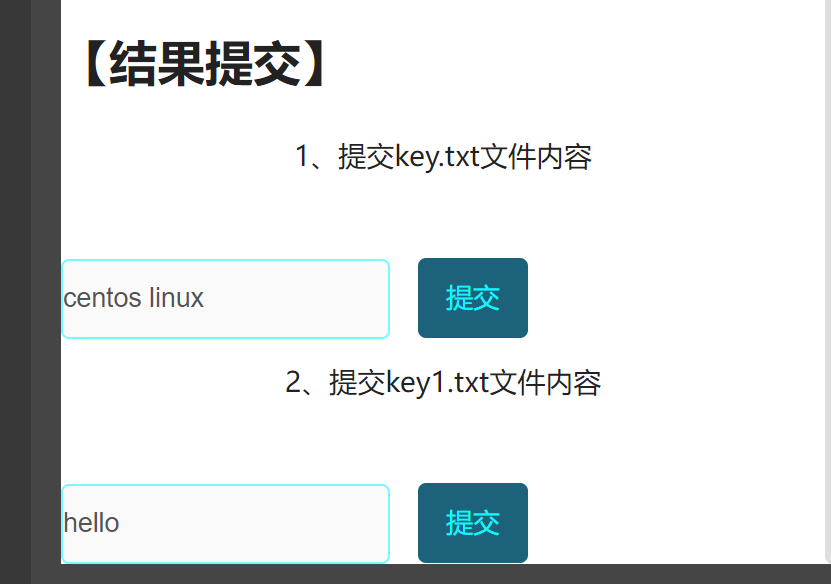 【结果提交】
1、提交key.txt文件内容
centos linux 提交
2、提交key1.txt文件内容
hello 提交